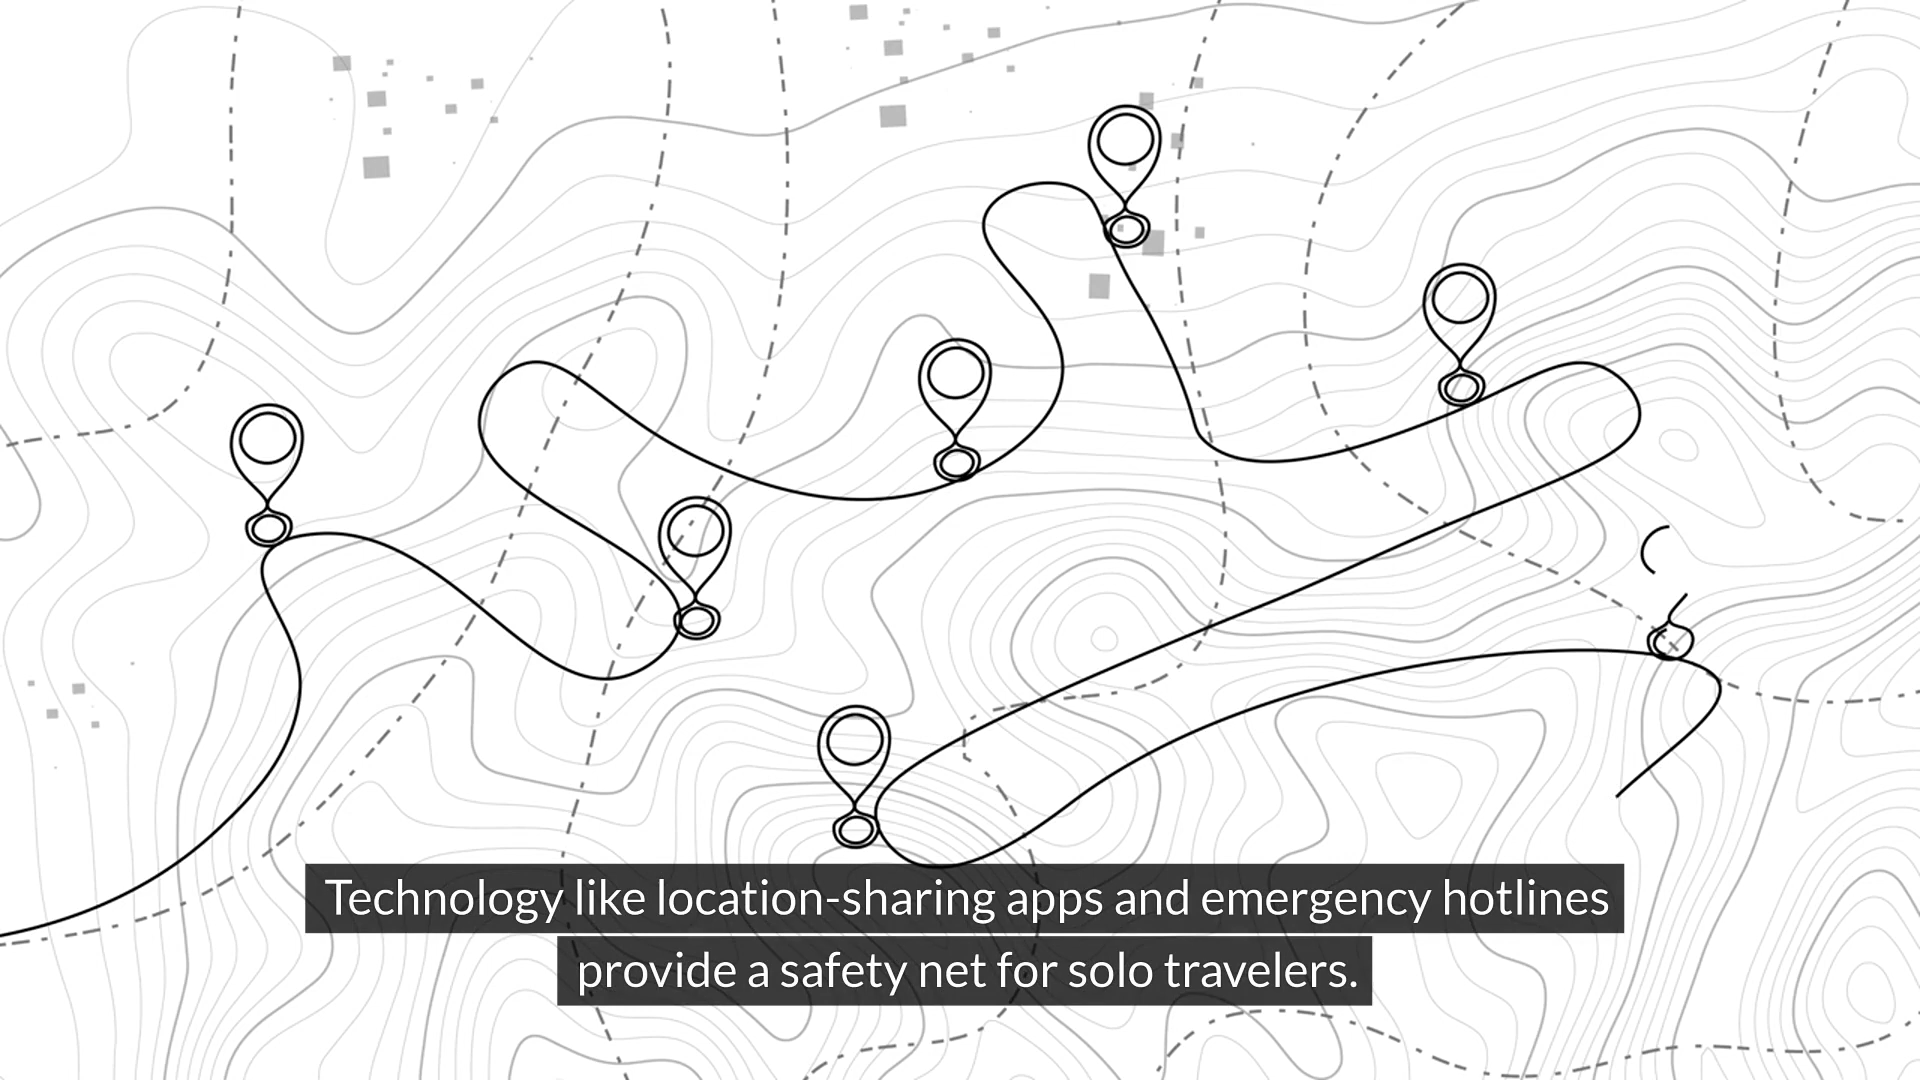 Technology like location-sharing apps and emergency hotlines
provide a safety net for solo travelers.